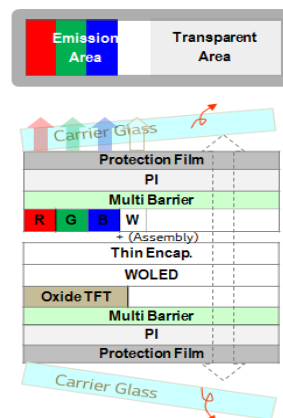 Emission
Area
Transparent
Area
Carrier Glass
Protection Film
PI
Multi Barrier
R G B W
+ (Assembly)
Thin Encap.
WOLED
Oxide TFT
Multi Barrier
PI
Protection Film
Carrier Glass